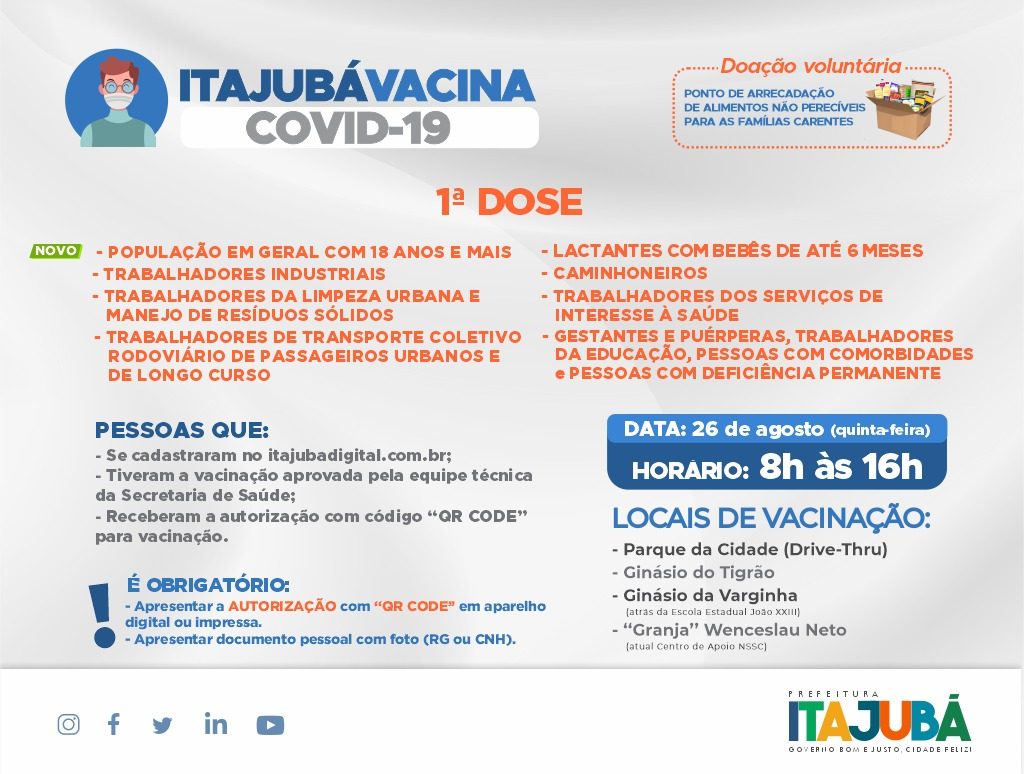 ITAJUBÁVACINA
COVID-19
Doação voluntária
PONTO DE ARRECADAÇÃO
DE ALIMENTOS NÃO PERECÍVEIS
PARA AS FAMÍLIAS CARENTES
1ª DOSE
NOVO - POPULAÇÃO EM GERAL COM 18 ANOS E MAIS
- TRABALHADORES INDUSTRIAIS
- TRABALHADORES DA LIMPEZA URBANA E
MANEJO DE RESÍDUOS SÓLIDOS
- TRABALHADORES DE TRANSPORTE COLETIVO
RODOVIÁRIO DE PASSAGEIROS URBANOS E
DE LONGO CURSO
- LACTANTES COM BEBÊS DE ATÉ 6 MESES
- CAMINHONEIROS
- TRABALHADORES DOS SERVIÇOS DE
INTERESSE À SAÚDE
- GESTANTES E PUÉRPERAS, TRABALHADORES
DA EDUCAÇÃO, PESSOAS COM COMORBIDADES
e PESSOAS COM DEFICIÊNCIA PERMANENTE
PESSOAS QUE:
- Se cadastraram no itajubadigital.com.br;
- Tiveram a vacinação aprovada pela equipe técnica
da Secretaria de Saúde;
- Receberam a autorização com código “QR CODE”
para vacinação.
É OBRIGATÓRIO:
- Apresentar a AUTORIZAÇÃO com “QR CODE” em aparelho
digital ou impressa.
- Apresentar documento pessoal com foto (RG ou CNH).
DATA: 26 de agosto (quinta-feira)
HORÁRIO: 8h às 16h
LOCAIS DE VACINAÇÃO:
- Parque da Cidade (Drive-Thru)
- Ginásio do Tigrão
- Ginásio da Varginha
(atrás da Escola Estadual João XXIII)
- “Granja” Wenceslau Neto
(atual Centro de Apoio NSSC)
PREFEITURA
ITAJUBÁ
GOVERNO BOM E JUSTO, CIDADE FELIZ!